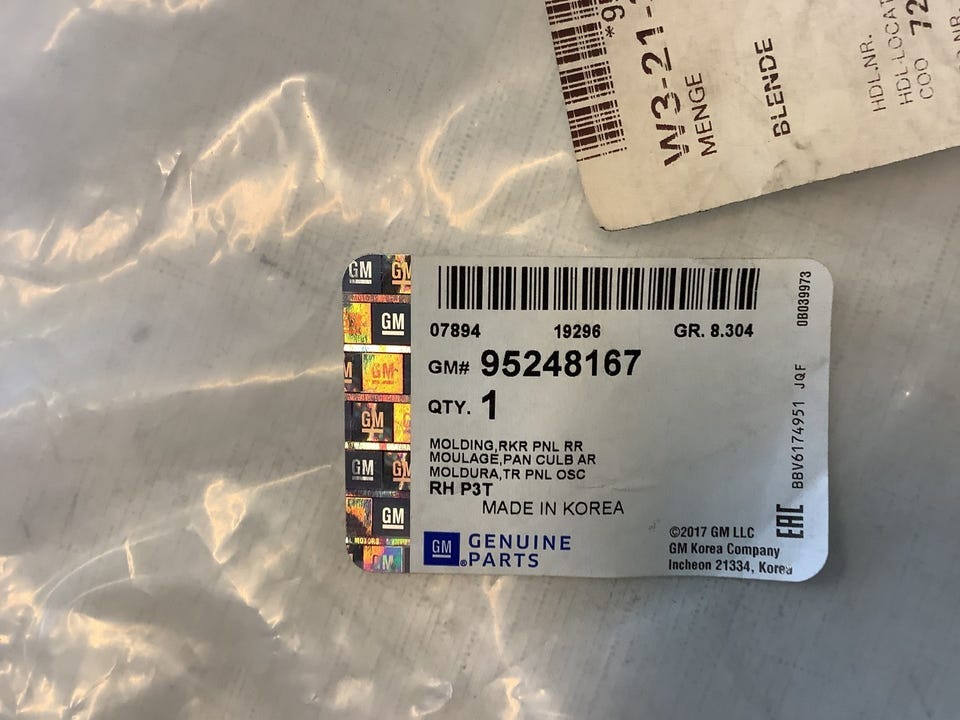 W3-21-
MENGE
BLENDE
HDL.NR.
COO 72
GM
07894 19296 GR. 8.304
GM# 95248167
QTY. 1
MOLDING,RKR PNL RR
MOULAGE,PAN CULB AR
MOLDURA,TR PNL OSC
RH P3T
MADE IN KOREA
GM GENUINE
PARTS
©2017 GM LLC
GM Korea Company
Incheon 21334, Korea
EAC
BBV6174951 JQF 0B039973